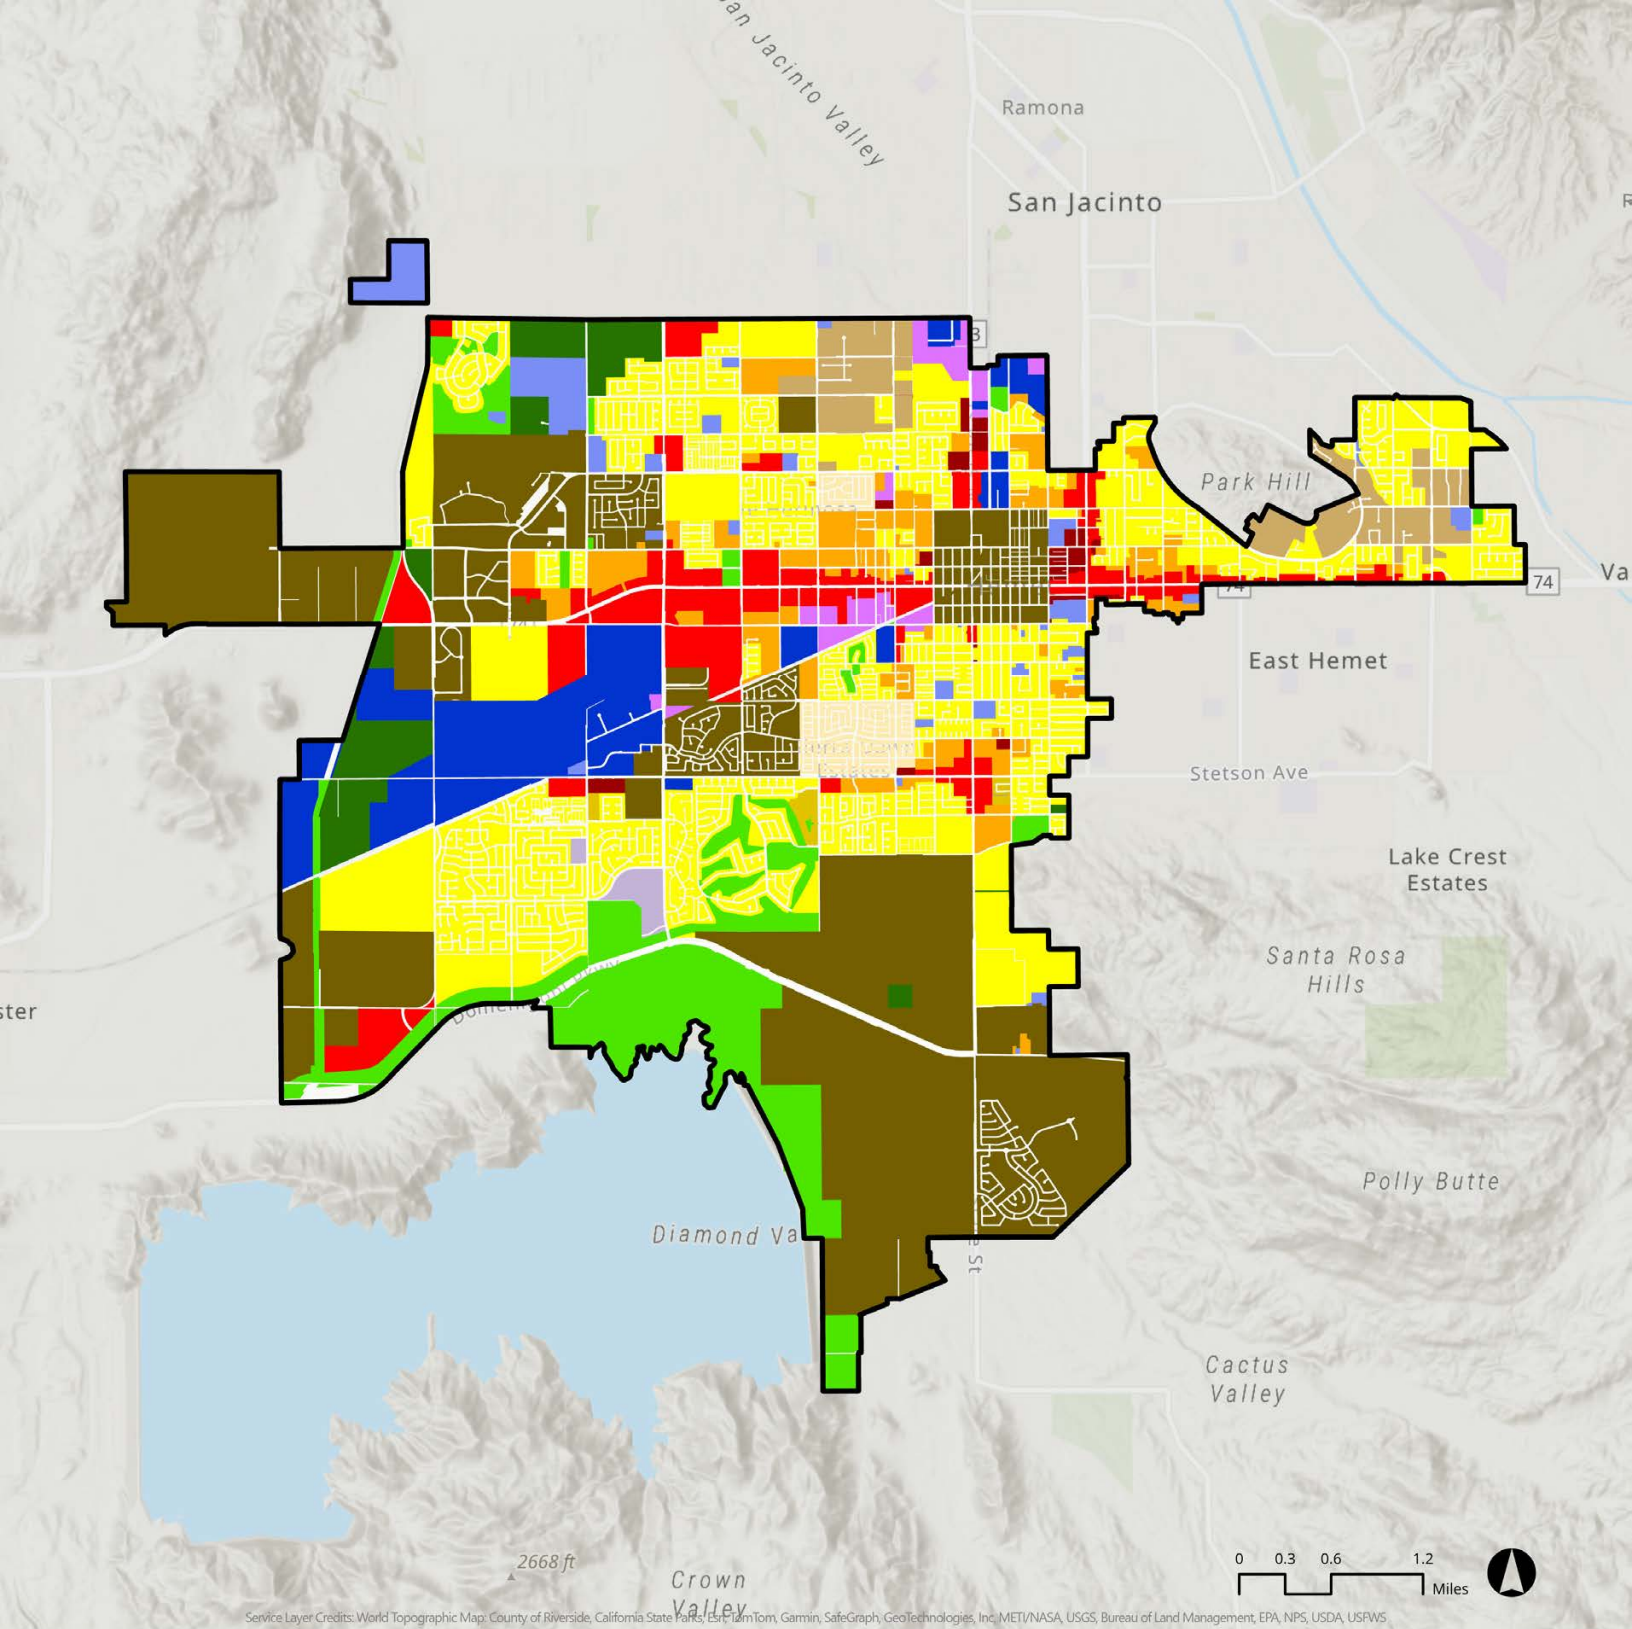 San Jacinto Valley
Ramona
San Jacinto
Park Hill
74
Va
74
East Hemet
Stetson Ave
Estates
Lake Crest
Estates
Santa Rosa
Hills
ster
Polly Butte
Diamond Va
St
Cactus
Valley
2668 ft
Crown
Valley
0 0.3 0.6 1.2
Miles
Service Layer Credits: World Topographic Map: County of Riverside, California State Parks, Esri, TomTom, Garmin, SafeGraph, GeoTechnologies, Inc, METI/NASA, USGS, Bureau of Land Management, EPA, NPS, USDA, USFWS